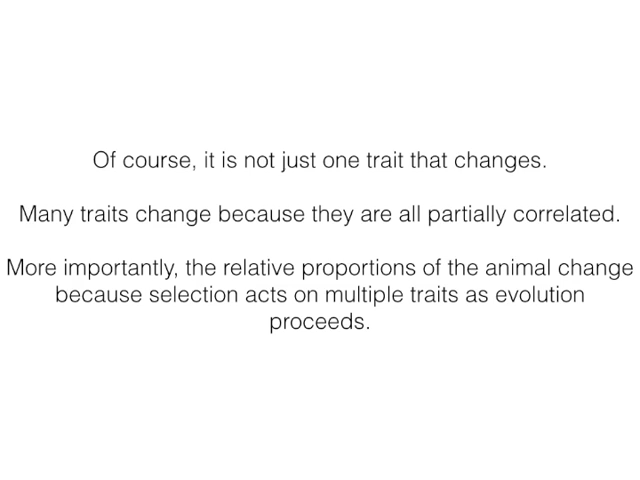 Of course, it is not just one trait that changes.
Many traits change because they are all partially correlated.
More importantly, the relative proportions of the animal change
because selection acts on multiple traits as evolution
proceeds.